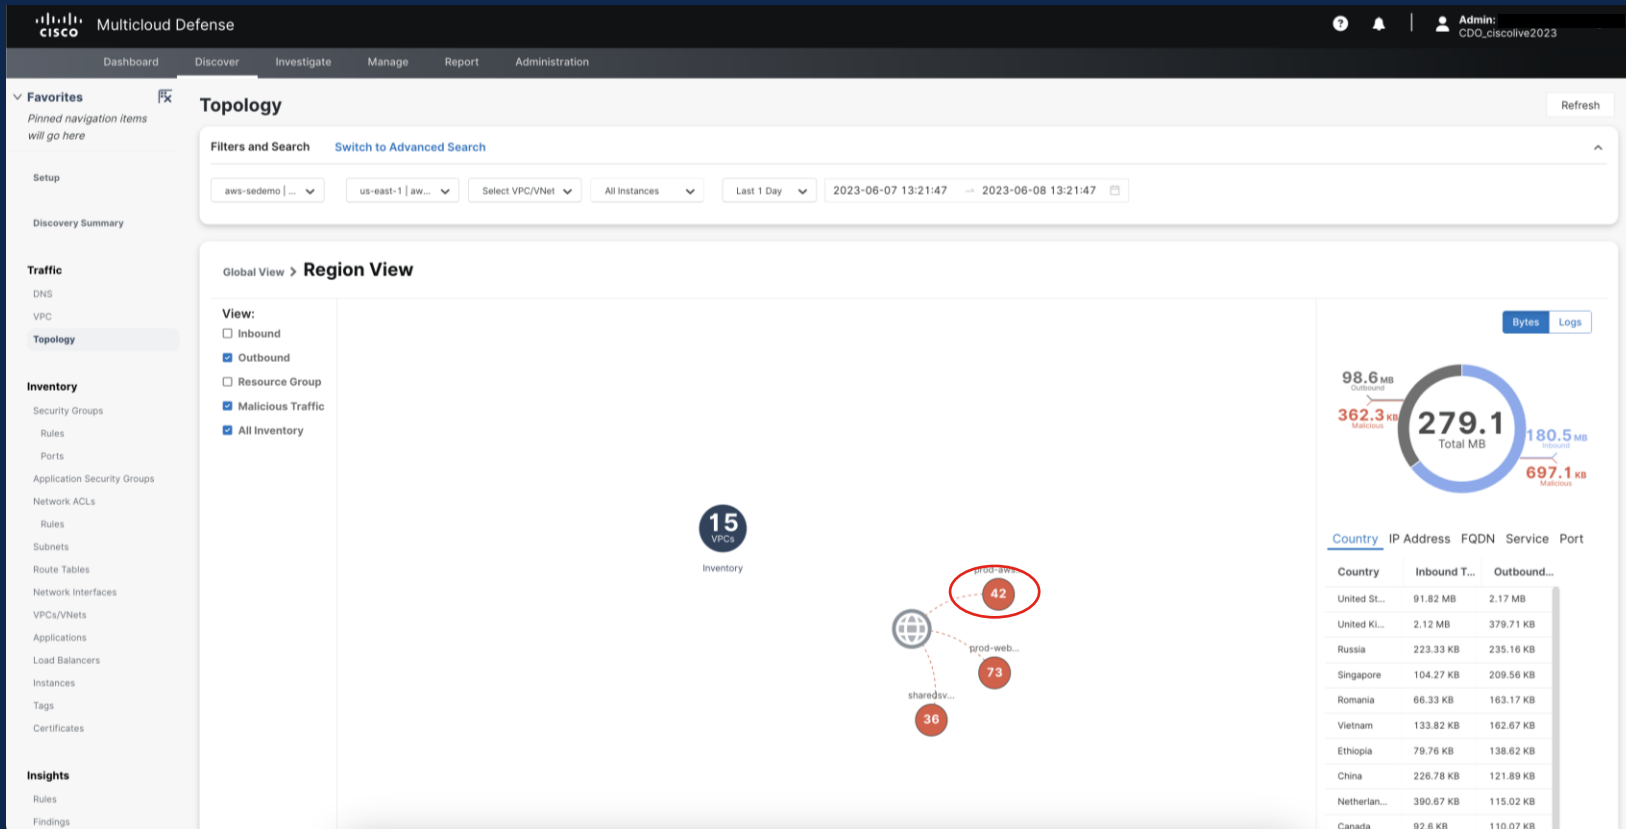 cisco
Multicloud Defense
Admin:
CDO_ciscolive2023
Dashboard
Discover
Investigate
Manage
Report
Administration
Favorites
Pinned navigation items
will go here
Setup
Discovery Summary
Traffic
DNS
VPC
Topology
Inventory
Security Groups
Rules
Ports
Application Security Groups
Network ACLs
Rules
Subnets
Route Tables
Network Interfaces
VPCs/VNets
Applications
Load Balancers
Instances
Tags
Certificates
Insights
Rules
Findings
Topology
Refresh
Filters and Search
Switch to Advanced Search
aws-sedemo | ...
us-east-1 | aw...
Select VPC/VNet
All Instances
Last 1 Day
2023-06-07 13:21:47 → 2023-06-08 13:21:47
Global View > Region View
View:
Inbound
Outbound
Resource Group
Malicious Traffic
All Inventory
15
VPCs
Inventory
prod-aws...
42
prod-web...
73
sharedsv...
36
Bytes
Logs
98.6 MB
Outbound
362.3 KB
Malicious
279.1
Total MB
180.5 MB
Inbound
697.1 KB
Malicious
Country IP Address FQDN Service Port
Country Inbound T... Outbound...
United St... 91.82 MB 2.17 MB
United Ki... 2.12 MB 379.71 KB
Russia 223.33 KB 235.16 KB
Singapore 104.27 KB 209.56 KB
Romania 66.33 KB 163.17 KB
Vietnam 133.82 KB 162.67 KB
Ethiopia 79.76 KB 138.62 KB
China 226.78 KB 121.89 KB
Netherlan... 390.67 KB 115.02 KB
Canada 92.6 KB 110.07 KB